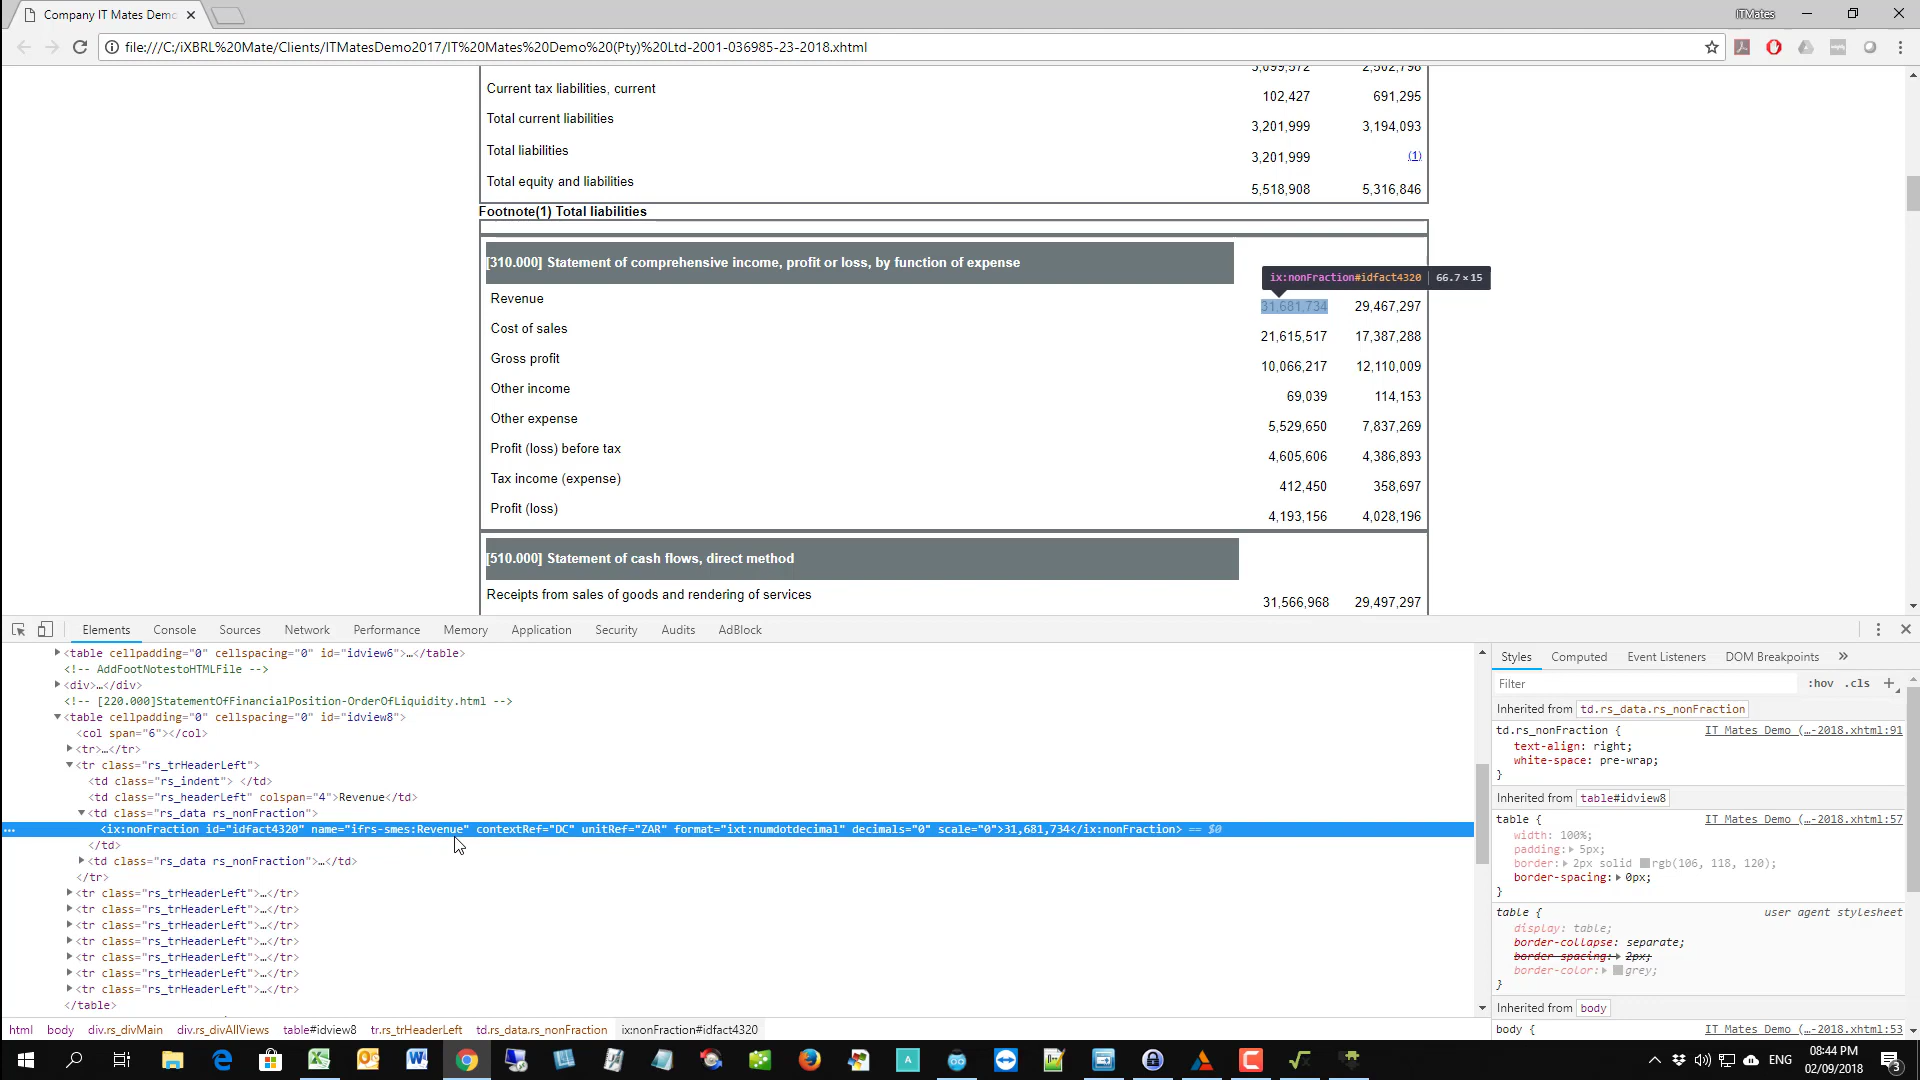 Company IT Mates Demo
ITMates
file:///C:/iXBRL%20Mate/Clients/ITMatesDemo2017/IT%20Mates%20Demo%20(Pty)%20Ltd-2001-036985-23-2018.xhtml
3,099,572 2,502,798
Current tax liabilities, current 102,427 691,295
Total current liabilities 3,201,999 3,194,093
Total liabilities 3,201,999 (1)
Total equity and liabilities 5,518,908 5,316,846
Footnote(1) Total liabilities
[310.000] Statement of comprehensive income, profit or loss, by function of expense
ix:nonFraction#idfact4320 66.7×15
Revenue 31,681,734 29,467,297
Cost of sales 21,615,517 17,387,288
Gross profit 10,066,217 12,110,009
Other income 69,039 114,153
Other expense 5,529,650 7,837,269
Profit (loss) before tax 4,605,606 4,386,893
Tax income (expense) 412,450 358,697
Profit (loss) 4,193,156 4,028,196
[510.000] Statement of cash flows, direct method
Receipts from sales of goods and rendering of services 31,566,968 29,497,297
Elements Console Sources Network Performance Memory Application Security Audits AdBlock
<table cellpadding="0" cellspacing="0" id="idview6">…</table>
<!-- AddFootNotestoHTMLFile -->
<div>…</div>
<!-- [220.000]StatementOfFinancialPosition-OrderOfLiquidity.html -->
<table cellpadding="0" cellspacing="0" id="idview8">
<col span="6"></col>
<tr>…</tr>
<tr class="rs_trHeaderLeft">
<td class="rs_indent"> </td>
<td class="rs_headerLeft" colspan="4">Revenue</td>
<td class="rs_data rs_nonFraction">
… <ix:nonFraction id="idfact4320" name="ifrs-smes:Revenue" contextRef="DC" unitRef="ZAR" format="ixt:numdotdecimal" decimals="0" scale="0">31,681,734</ix:nonFraction> == $0
</td>
<td class="rs_data rs_nonFraction">…</td>
</tr>
<tr class="rs_trHeaderLeft">…</tr>
<tr class="rs_trHeaderLeft">…</tr>
<tr class="rs_trHeaderLeft">…</tr>
<tr class="rs_trHeaderLeft">…</tr>
<tr class="rs_trHeaderLeft">…</tr>
<tr class="rs_trHeaderLeft">…</tr>
<tr class="rs_trHeaderLeft">…</tr>
</table>
html body div.rs_divMain div.rs_divAllViews table#idview8 tr.rs_trHeaderLeft td.rs_data.rs_nonFraction ix:nonFraction#idfact4320
Styles Computed Event Listeners DOM Breakpoints »
Filter :hov .cls +
Inherited from td.rs_data.rs_nonFraction
td.rs_nonFraction { IT Mates Demo (…-2018.xhtml:91
text-align: right;
white-space: pre-wrap;
}
Inherited from table#idview8
table { IT Mates Demo (…-2018.xhtml:57
width: 100%;
padding: 5px;
border: 2px solid rgb(106, 118, 120);
border-spacing: 0px;
}
table { user agent stylesheet
display: table;
border-collapse: separate;
border-spacing: 2px;
border-color: grey;
}
Inherited from body
body { IT Mates Demo (…-2018.xhtml:53
ENG
08:44 PM
02/09/2018
3